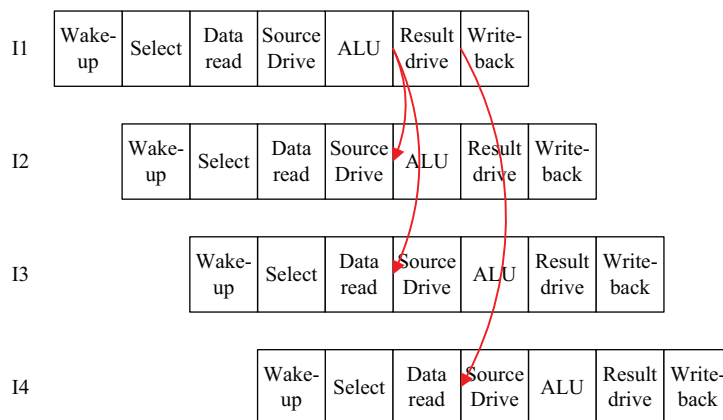 I1 Wake-up Select Data read Source Drive ALU Result drive Write-back
I2 Wake-up Select Data read Source Drive ALU Result drive Write-back
I3 Wake-up Select Data read Source Drive ALU Result drive Write-back
I4 Wake-up Select Data read Source Drive ALU Result drive Write-back